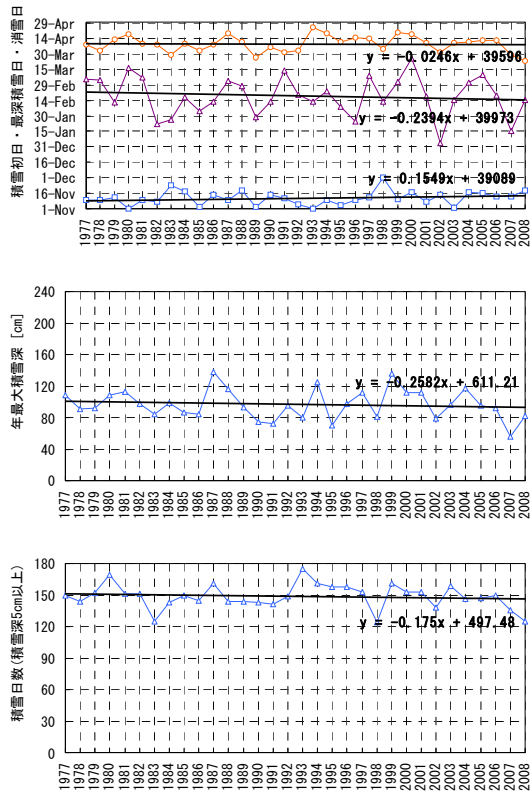 積雪初日・最深積雪日・消雪日
29-Apr
14-Apr
30-Mar
15-Mar
29-Feb
14-Feb
30-Jan
15-Jan
31-Dec
16-Dec
1-Dec
16-Nov
1-Nov
y = -0.0246x + 39596
y = -0.2394x + 39973
y = 0.1549x + 39089
1977 1976 1979 1980 1981 1982 1983 1984 1985 1986 1987 1988 1989 1990 1991 1992 1993 1994 1995 1996 1997 1998 1999 2000 2001 2002 2003 2004 2005 2006 2007 2008
年最大積雪深 [cm]
240
200
160
120
80
40
0
y = -0.2582x + 611.21
1977 1978 1979 1980 1981 1982 1983 1984 1985 1986 1987 1988 1989 1990 1991 1992 1993 1994 1995 1996 1997 1998 1999 2000 2001 2002 2003 2004 2005 2006 2007 2008
積雪日数(積雪深5cm以上)
180
150
120
90
60
30
0
y = -0.175x + 497.48
1977 1978 1979 1980 1981 1982 1983 1984 1985 1986 1987 1988 1989 1990 1991 1992 1993 1994 1995 1996 1997 1998 1999 2000 2001 2002 2003 2004 2005 2006 2007 2008